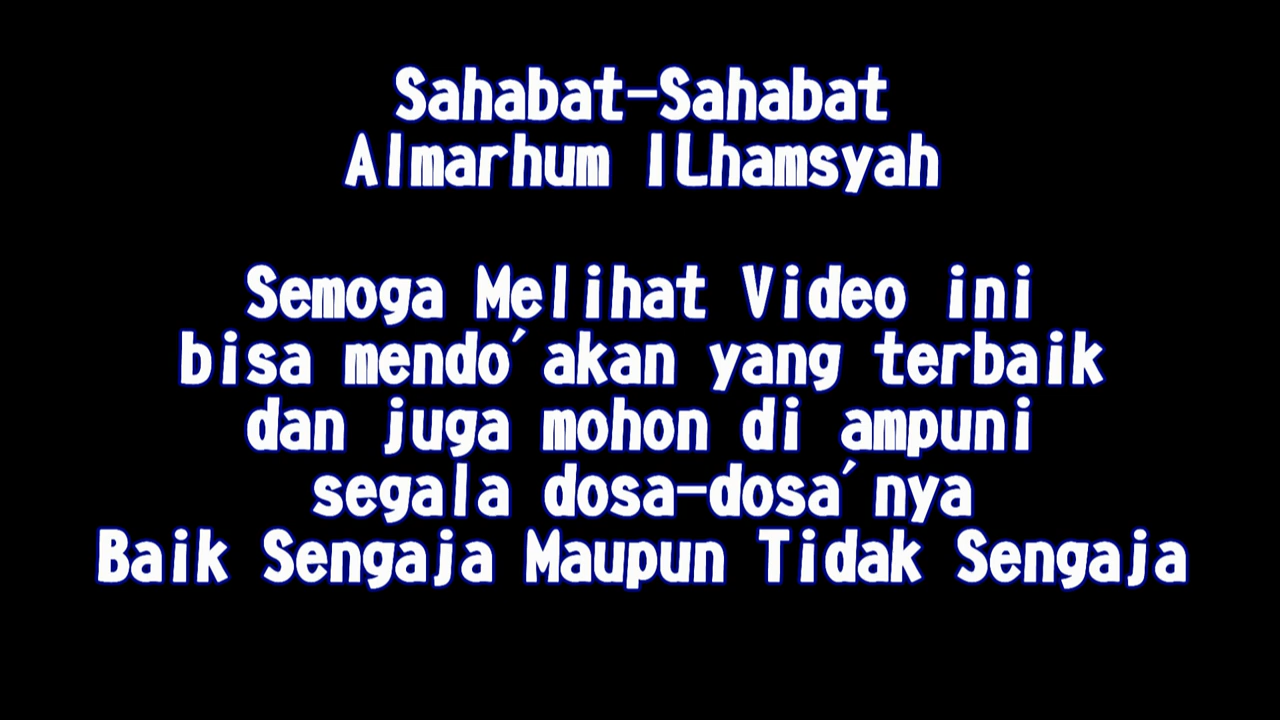 Sahabat-Sahabat
Almarhum ILhamsyah
Semoga Melihat Video ini
bisa mendo´akan yang terbaik
dan juga mohon di ampuni
segala dosa-dosa´nya
Baik Sengaja Maupun Tidak Sengaja